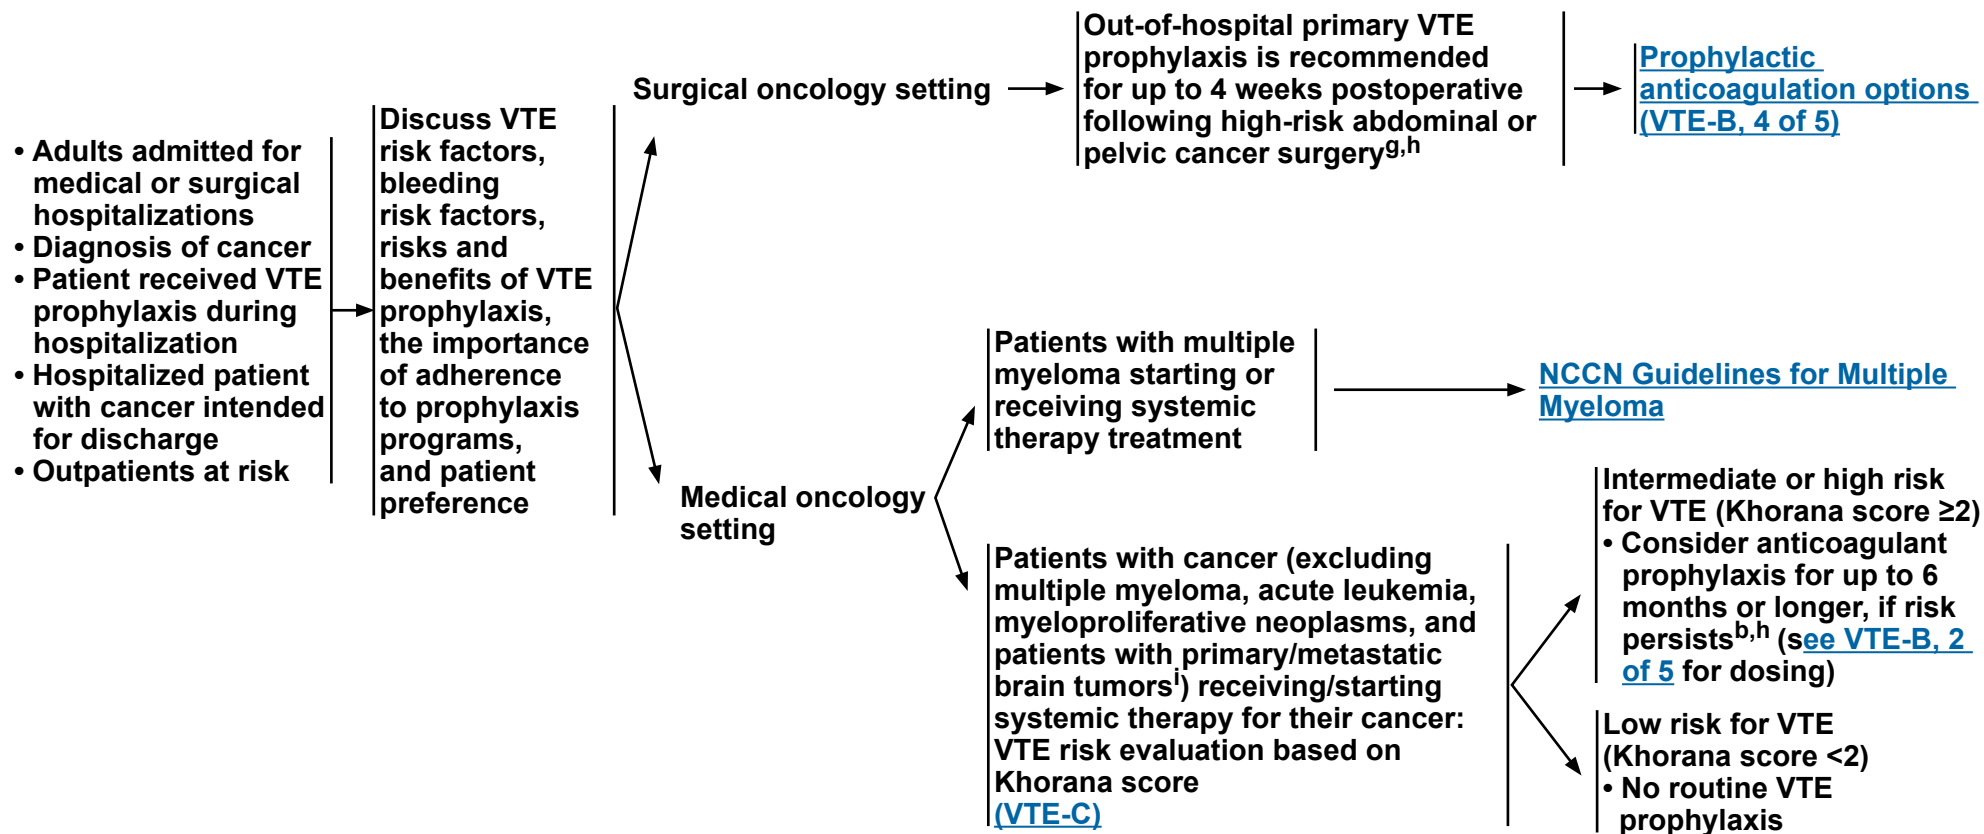 • Adults admitted for
medical or surgical
hospitalizations
• Diagnosis of cancer
• Patient received VTE
prophylaxis during
hospitalization
• Hospitalized patient
with cancer intended
for discharge
• Outpatients at risk
Discuss VTE
risk factors,
bleeding
risk factors,
risks and
benefits of VTE
prophylaxis,
the importance
of adherence
to prophylaxis
programs,
and patient
preference
Surgical oncology setting
Out-of-hospital primary VTE
prophylaxis is recommended
for up to 4 weeks postoperative
following high-risk abdominal or
pelvic cancer surgeryg,h
Prophylactic
anticoagulation options
(VTE-B, 4 of 5)
Medical oncology
setting
Patients with multiple
myeloma starting or
receiving systemic
therapy treatment
NCCN Guidelines for Multiple
Myeloma
Patients with cancer (excluding
multiple myeloma, acute leukemia,
myeloproliferative neoplasms, and
patients with primary/metastatic
brain tumorsi) receiving/starting
systemic therapy for their cancer:
VTE risk evaluation based on
Khorana score
(VTE-C)
Intermediate or high risk
for VTE (Khorana score ≥2)
• Consider anticoagulant
prophylaxis for up to 6
months or longer, if risk
persistsb,h (see VTE-B, 2
of 5 for dosing)
Low risk for VTE
(Khorana score <2)
• No routine VTE
prophylaxis